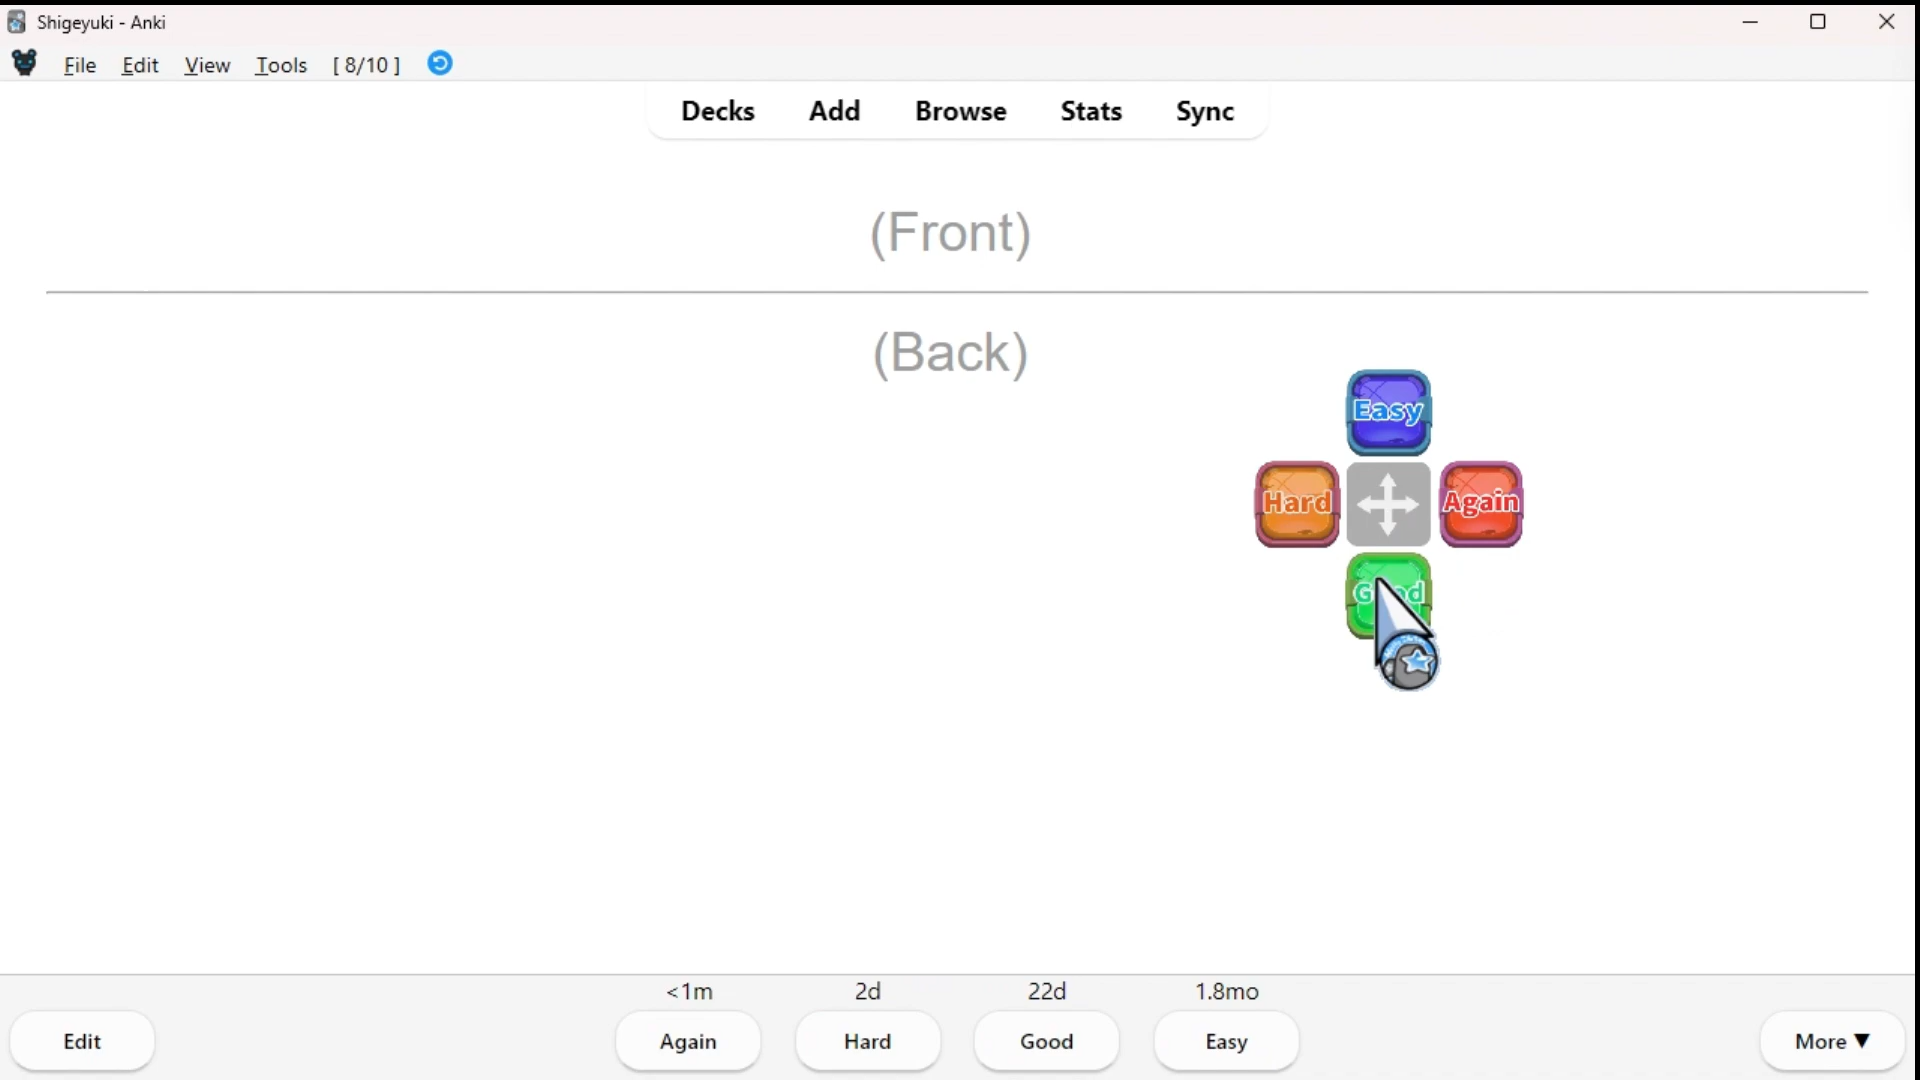 Shigeyuki - Anki
File Edit View Tools [ 8/10 ]
Decks Add Browse Stats Sync
(Front)
(Back)
Easy
Hard Again
<1m 2d 22d 1.8mo
Edit Again Hard Good Easy More ▼